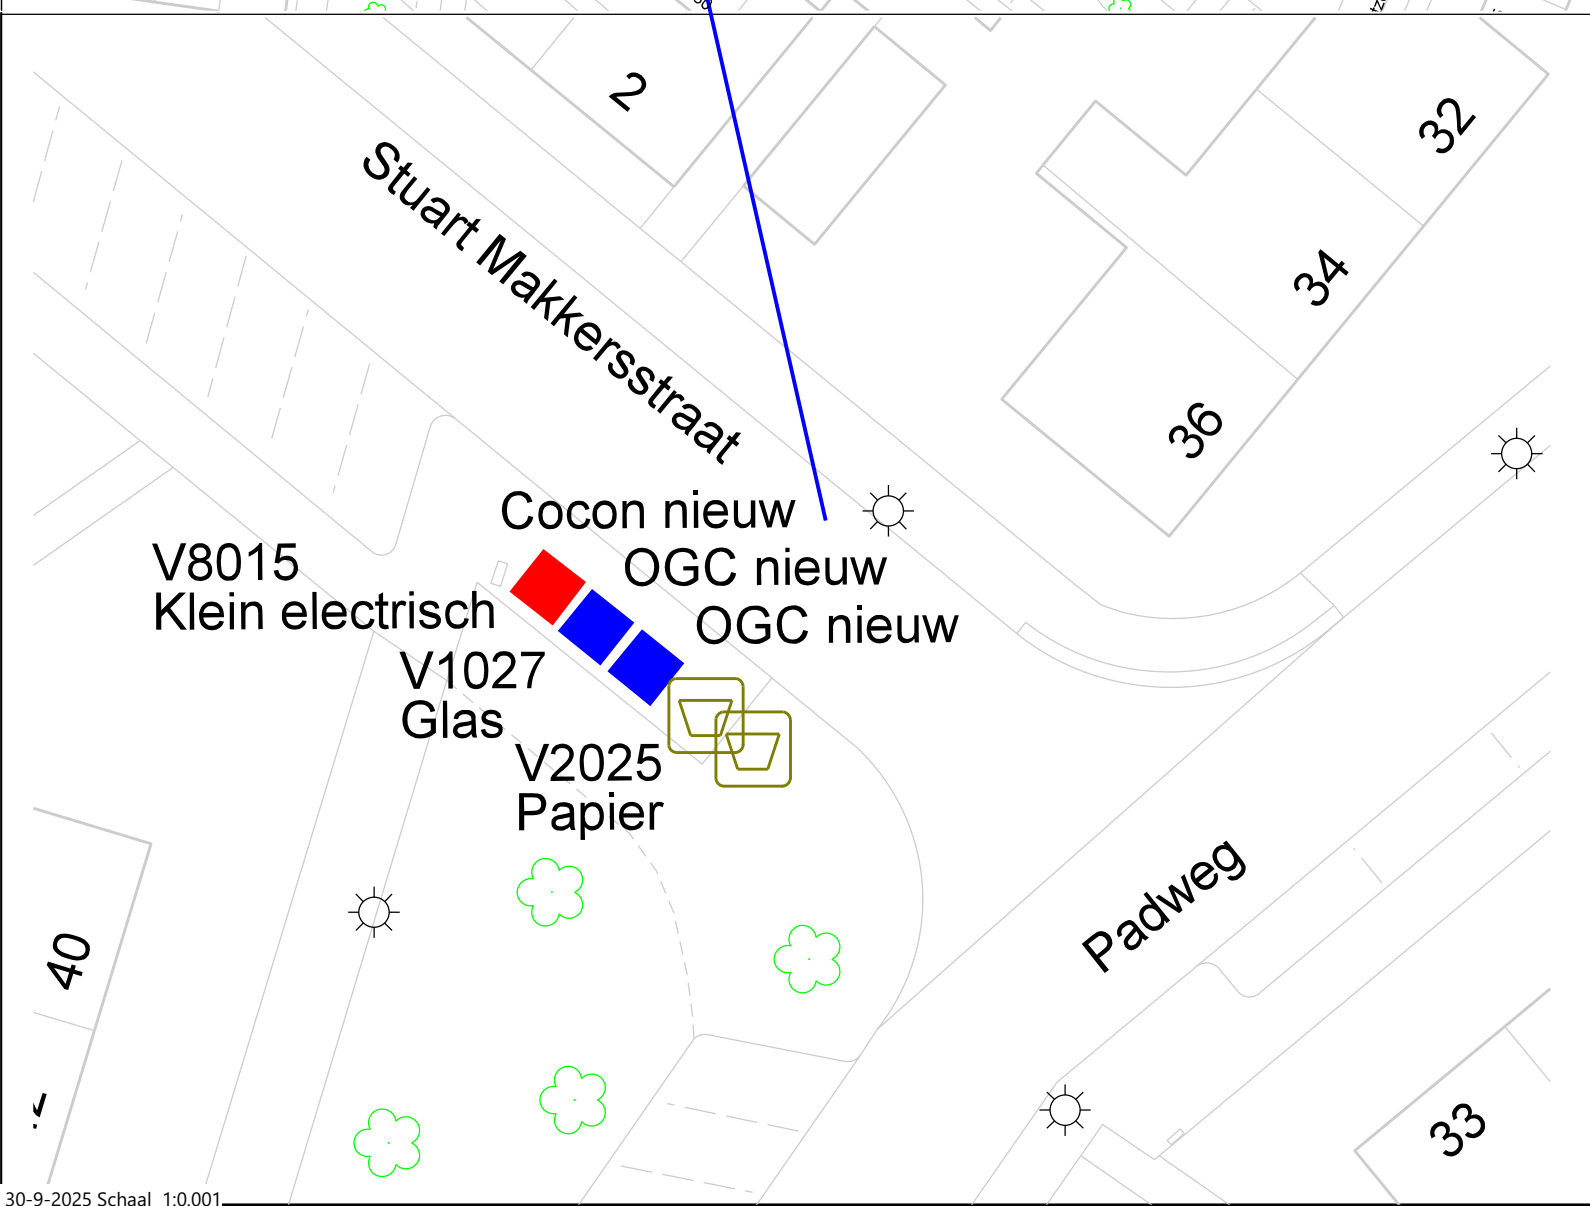 2
32
Stuart Makkersstraat
34
36
Cocon nieuw
V8015
OGC nieuw
Klein electrisch
OGC nieuw
V1027
Glas
V2025
Papier
Padweg
40
33
30-9-2025 Schaal 1:0.001